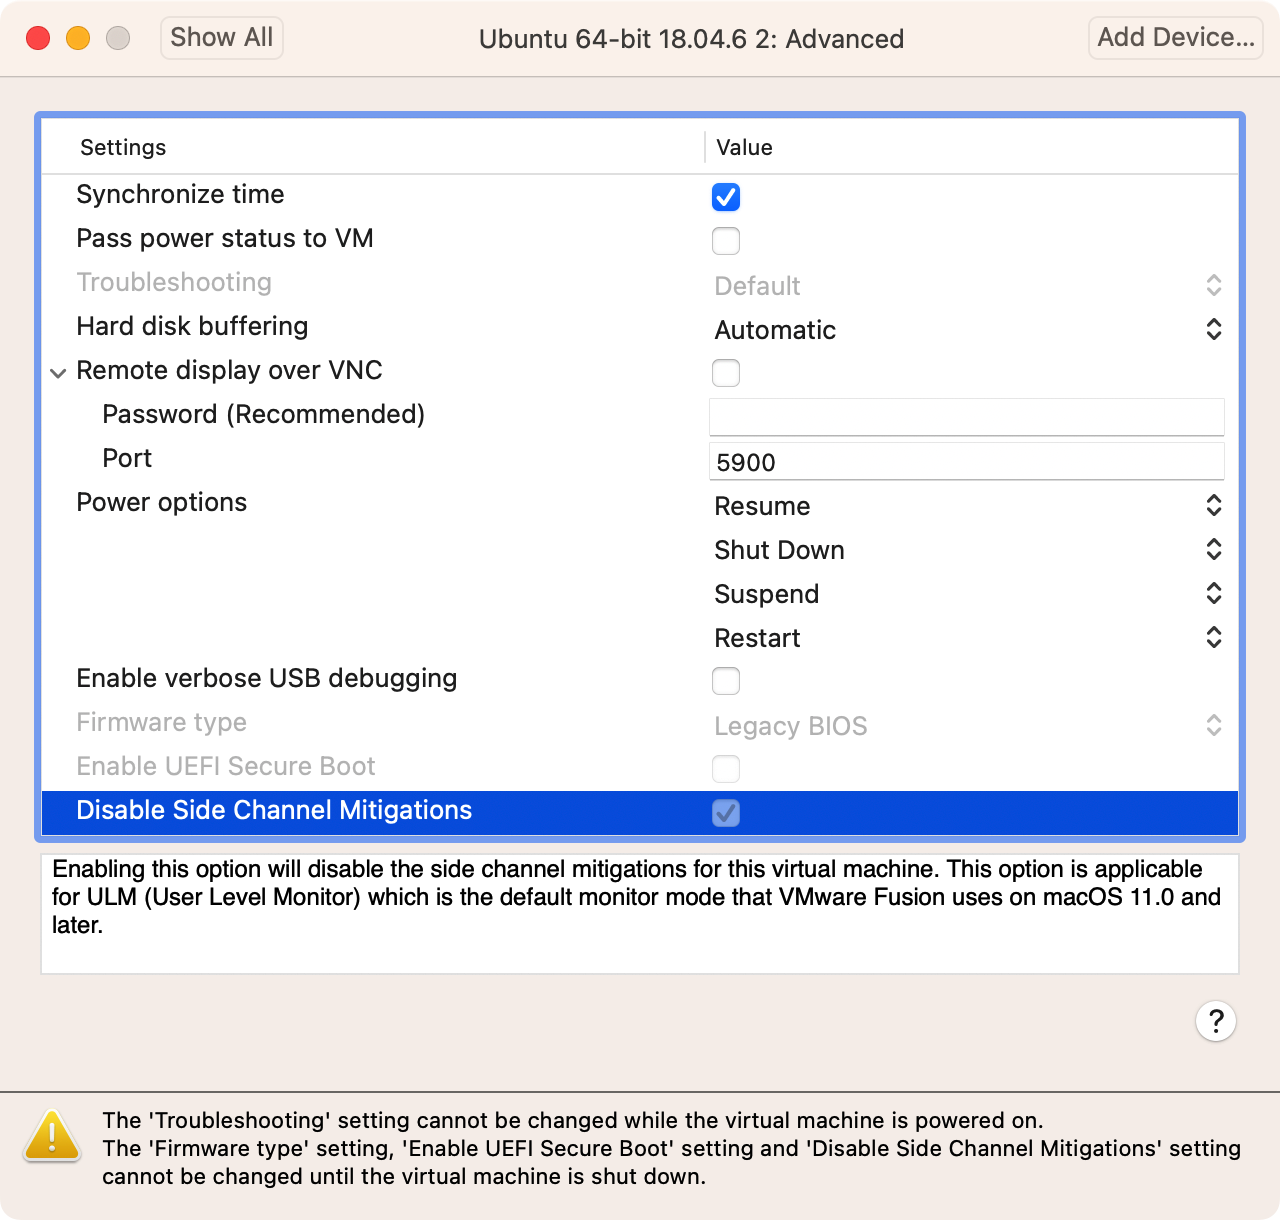 Show All
Ubuntu 64-bit 18.04.6 2: Advanced
Add Device...
Settings Value
Synchronize time
Pass power status to VM
Troubleshooting Default
Hard disk buffering Automatic
Remote display over VNC
Password (Recommended)
Port 5900
Power options Resume
Shut Down
Suspend
Restart
Enable verbose USB debugging
Firmware type Legacy BIOS
Enable UEFI Secure Boot
Disable Side Channel Mitigations
Enabling this option will disable the side channel mitigations for this virtual machine. This option is applicable
for ULM (User Level Monitor) which is the default monitor mode that VMware Fusion uses on macOS 11.0 and
later.
?
The 'Troubleshooting' setting cannot be changed while the virtual machine is powered on.
The 'Firmware type' setting, 'Enable UEFI Secure Boot' setting and 'Disable Side Channel Mitigations' setting
cannot be changed until the virtual machine is shut down.